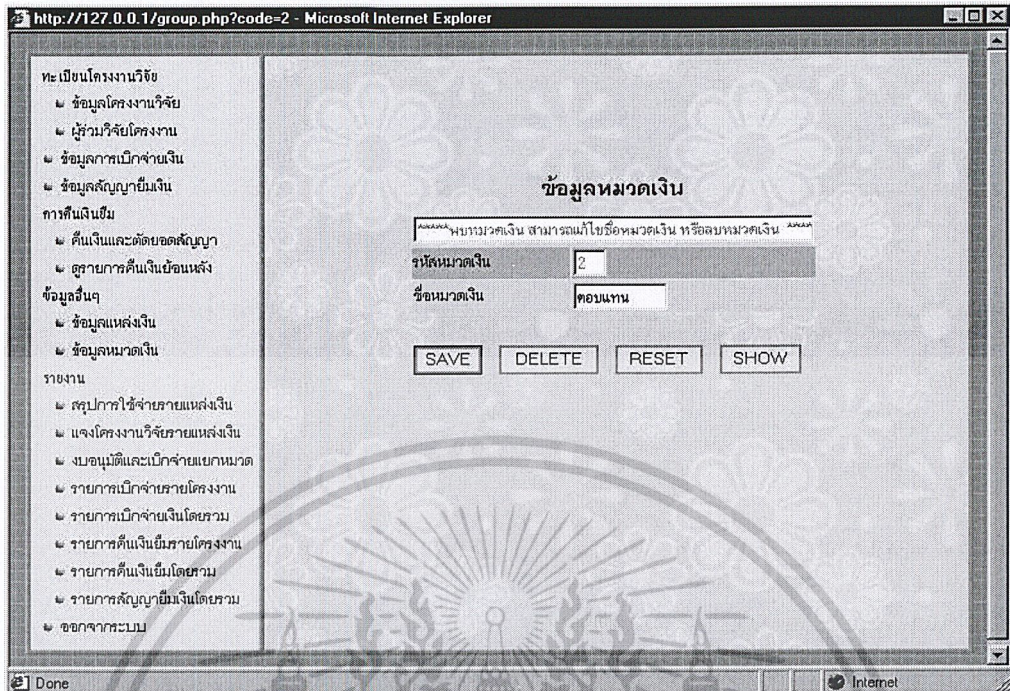 http://127.0.0.1/group.php?code=2 - Microsoft Internet Explorer
ทะเบียนโครงงานวิจัย
ข้อมูลโครงงานวิจัย
ผู้ร่วมวิจัยโครงงาน
ข้อมูลการเบิกจ่ายเงิน
ข้อมูลสัญญายืมเงิน
การคืนเงินยืม
คืนเงินและตัดยอดสัญญา
ดูรายการคืนเงินย้อนหลัง
ข้อมูลอื่นๆ
ข้อมูลแหล่งเงิน
ข้อมูลหมวดเงิน
รายงาน
สรุปการใช้จ่ายรายแหล่งเงิน
แจงโครงงานวิจัยรายแหล่งเงิน
งบอนุมัติและเบิกจ่ายแยกหมวด
รายการเบิกจ่ายรายโครงงาน
รายการเบิกจ่ายเงินโดยรวม
รายการคืนเงินยืมรายโครงงาน
รายการคืนเงินยืมโดยรวม
รายการสัญญายืมเงินโดยรวม
ออกจากระบบ
ข้อมูลหมวดเงิน
*****พบหมวดเงิน สามารถแก้ไขชื่อหมวดเงิน หรือลบหมวดเงิน ****
รหัสหมวดเงิน 2
ชื่อหมวดเงิน ตอบแทน
SAVE DELETE RESET SHOW
Done Internet